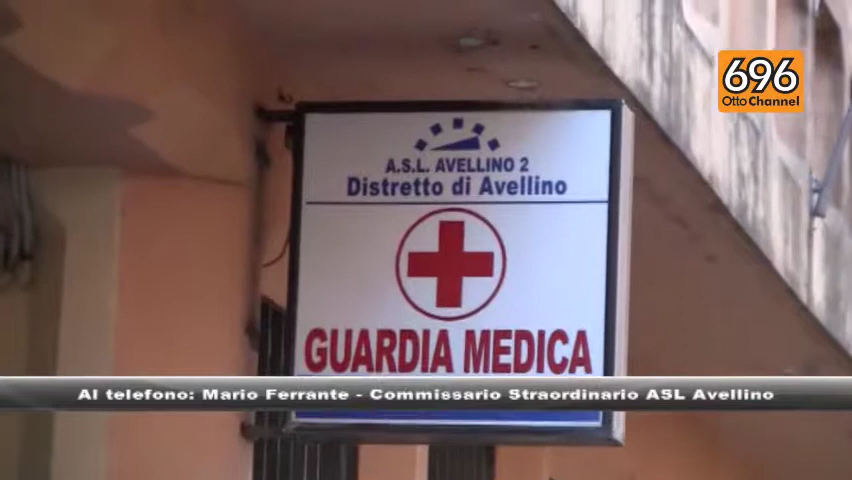 696
Otto Channel
A.S.L. AVELLINO 2
Distretto di Avellino
GUARDIA MEDICA
Al telefono: Mario Ferrante - Commissario Straordinario ASL Avellino